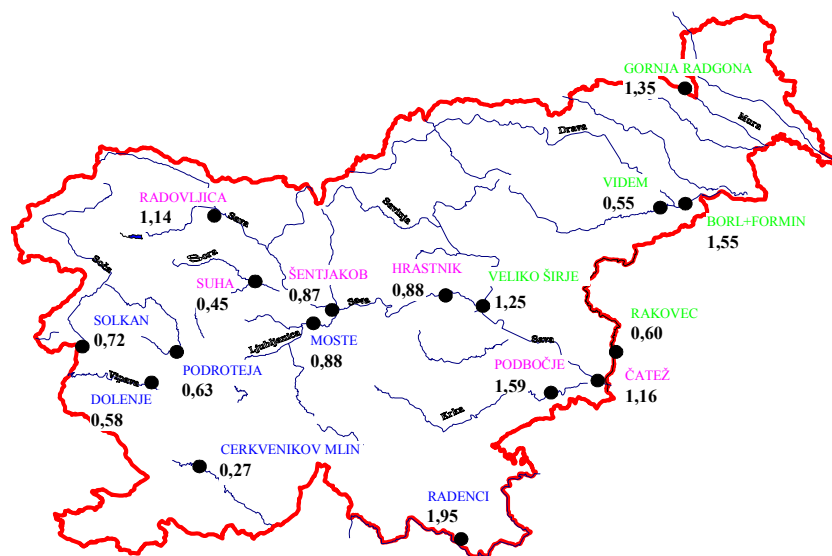 GORNJA RADGONA
1,35
Mura
Drava
VIDEM
0,55
BORL+FORMIN
1,55
RADOVLJICA
1,14
Sava
Savinja
Sora
Soča
SUHA
0,45
ŠENTJAKOB
0,87
Sava
HRASTNIK
0,88
VELIKO ŠIRJE
1,25
SOLKAN
0,72
Ljubljanica
MOSTE
0,88
Sava
RAKOVEC
0,60
PODROTEJA
0,63
Vipava
DOLENJE
0,58
PODBOČJE
1,59
ČATEŽ
1,16
Krka
CERKVENIKOV MLIN
0,27
RADENCI
1,95